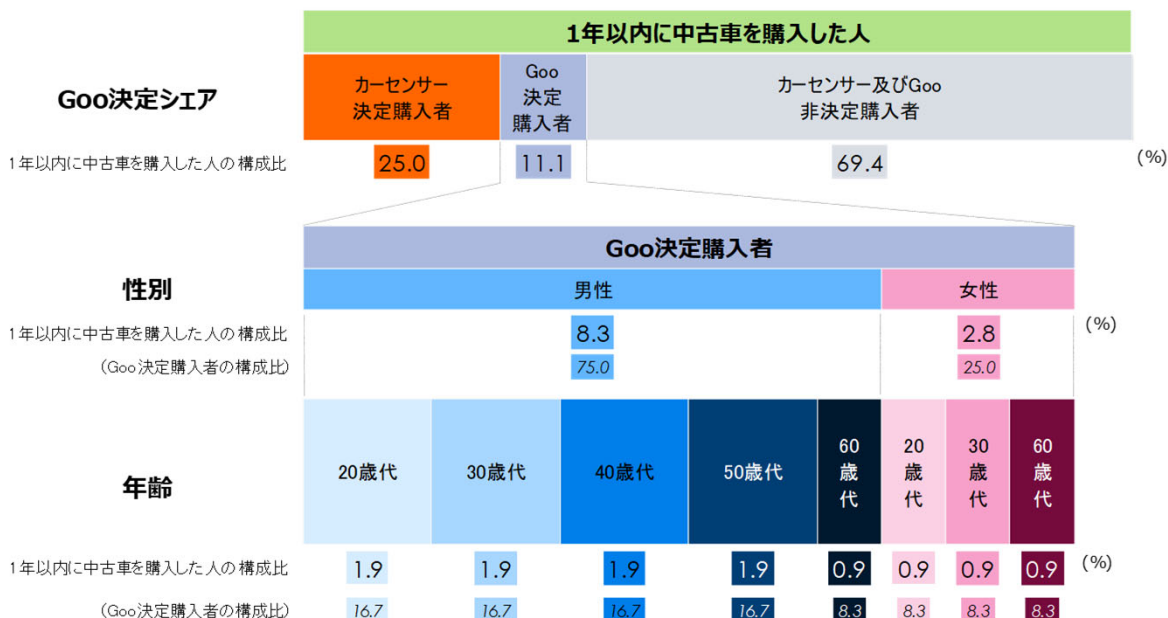 1年以内に中古車を購入した人
Goo決定シェア
カーセンサー
決定購入者
Goo
決定
購入者
カーセンサー及びGoo
非決定購入者
1年以内に中古車を購入した人の構成比
25.0
11.1
69.4
(%)
Goo決定購入者
性別
男性
女性
1年以内に中古車を購入した人の構成比
8.3
2.8
(%)
(Goo決定購入者の構成比)
75.0
25.0
年齢
20歳代
30歳代
40歳代
50歳代
60
歳
代
20
歳
代
30
歳
代
60
歳
代
1年以内に中古車を購入した人の構成比
1.9
1.9
1.9
1.9
0.9
0.9
0.9
0.9
(%)
(Goo決定購入者の構成比)
16.7
16.7
16.7
16.7
8.3
8.3
8.3
8.3